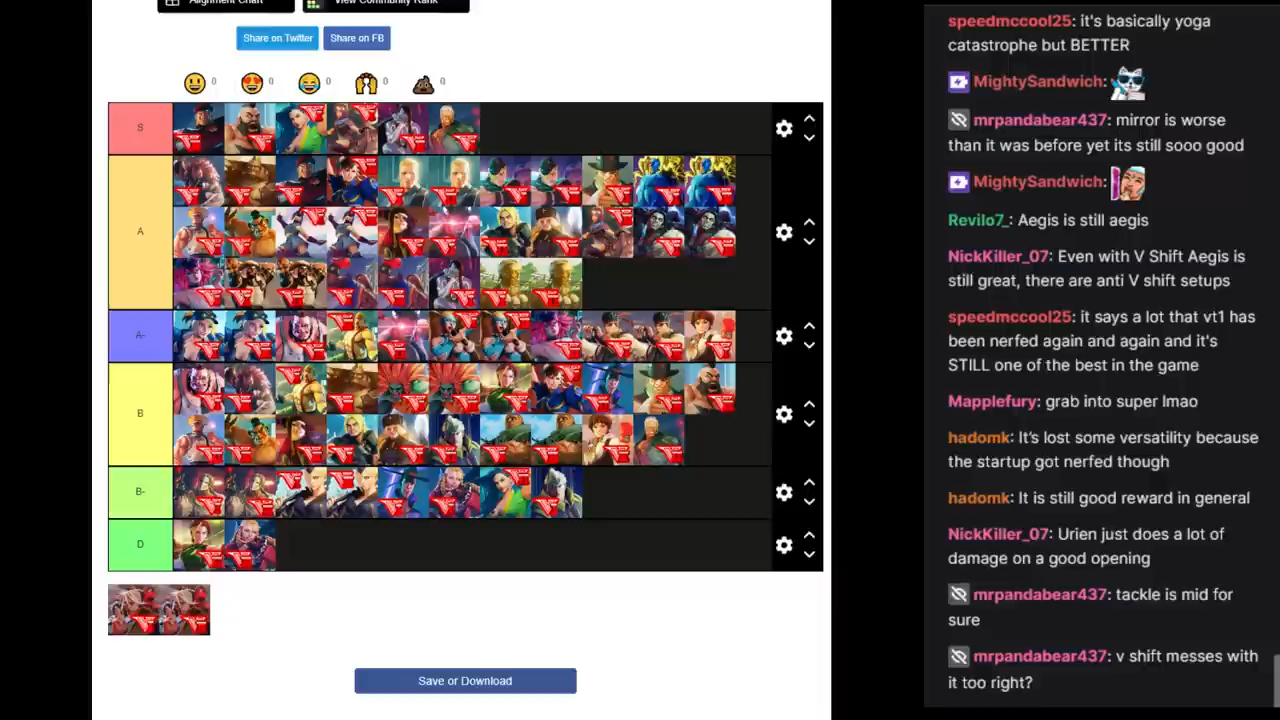 Alignment Chart
View Community Rank
Share on Twitter
Share on FB
0
0
0
0
0
S
A
A-
B
B-
D
Save or Download
speedmccool25: it's basically yoga
catastrophe but BETTER
MightySandwich:
mrpandabear437: mirror is worse
than it was before yet its still sooo good
MightySandwich:
Revilo7_: Aegis is still aegis
NickKiller_07: Even with V Shift Aegis is
still great, there are anti V shift setups
speedmccool25: it says a lot that vt1 has
been nerfed again and again and it's
STILL one of the best in the game
Mapplefury: grab into super lmao
hadomk: It's lost some versatility because
the startup got nerfed though
hadomk: It is still good reward in general
NickKiller_07: Urien just does a lot of
damage on a good opening
mrpandabear437: tackle is mid for
sure
mrpandabear437: v shift messes with
it too right?